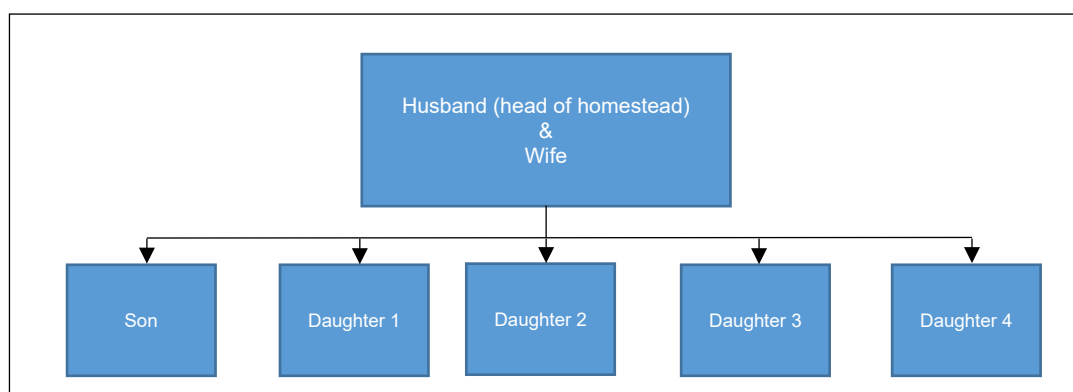 Husband (head of homestead)
&
Wife
Son
Daughter 1
Daughter 2
Daughter 3
Daughter 4